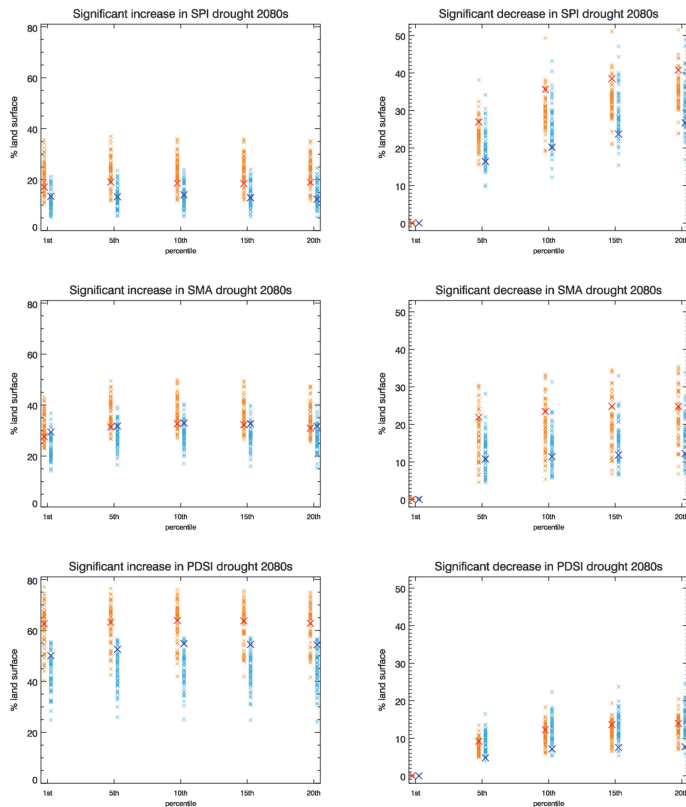 Significant increase in SPI drought 2080s
80
60
40
20
0
% land surface
1st 5th 10th 15th 20th
percentile
Significant decrease in SPI drought 2080s
50
40
30
20
10
0
% land surface
1st 5th 10th 15th 20th
percentile
Significant increase in SMA drought 2080s
80
60
40
20
0
% land surface
1st 5th 10th 15th 20th
percentile
Significant decrease in SMA drought 2080s
50
40
30
20
10
0
% land surface
1st 5th 10th 15th 20th
percentile
Significant increase in PDSI drought 2080s
80
60
40
20
0
% land surface
1st 5th 10th 15th 20th
percentile
Significant decrease in PDSI drought 2080s
50
40
30
20
10
0
% land surface
1st 5th 10th 15th 20th
percentile